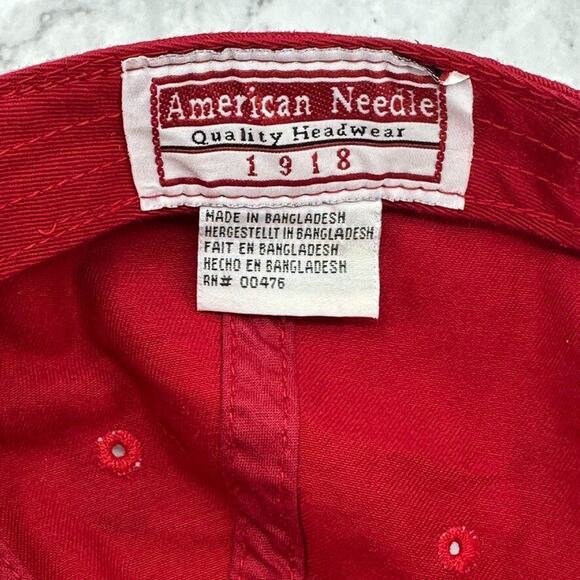 American Needle
Quality Headwear
1918
MADE IN BANGLADESH
HERGESTELLT IN BANGLADESH
FAIT EN BANGLADESH
HECHO EN BANGLADESH
RN# 00476